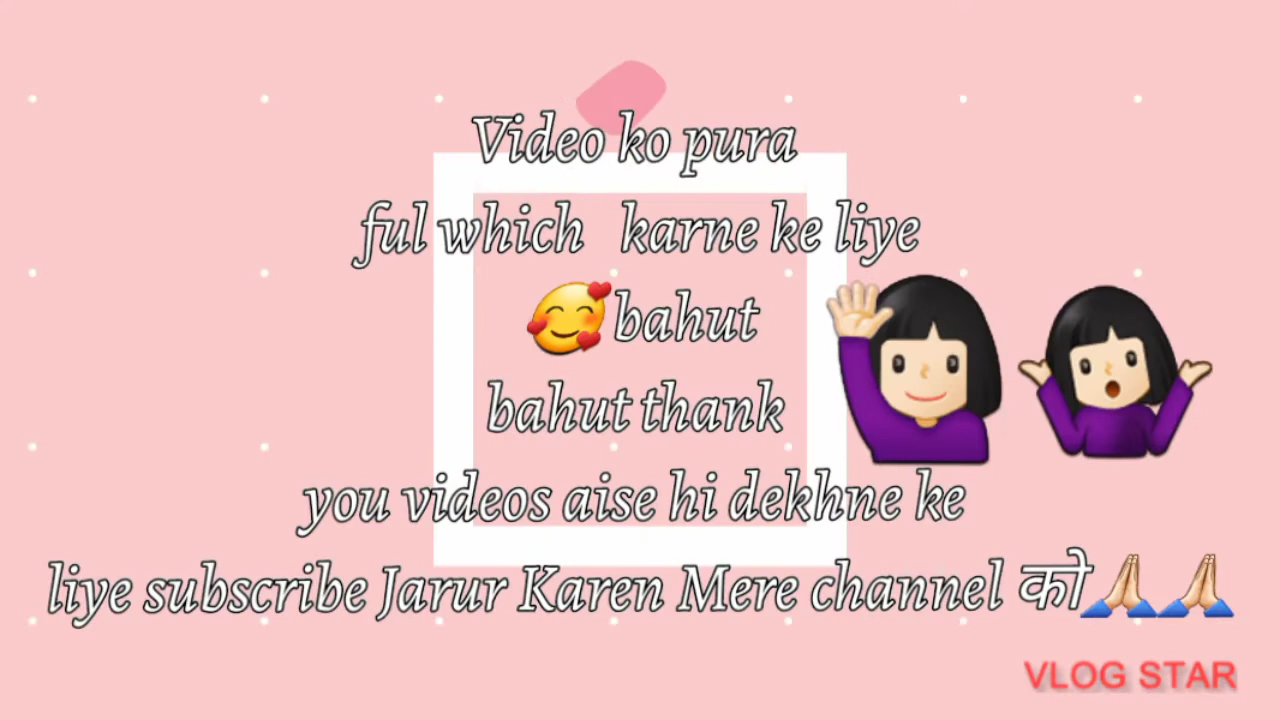 Video ko pura
ful which karne ke liye
🥰bahut
bahut thank
you videos aise hi dekhne ke
liye subscribe Jarur Karen Mere channel को🙏🏻🙏🏻
VLOG STAR